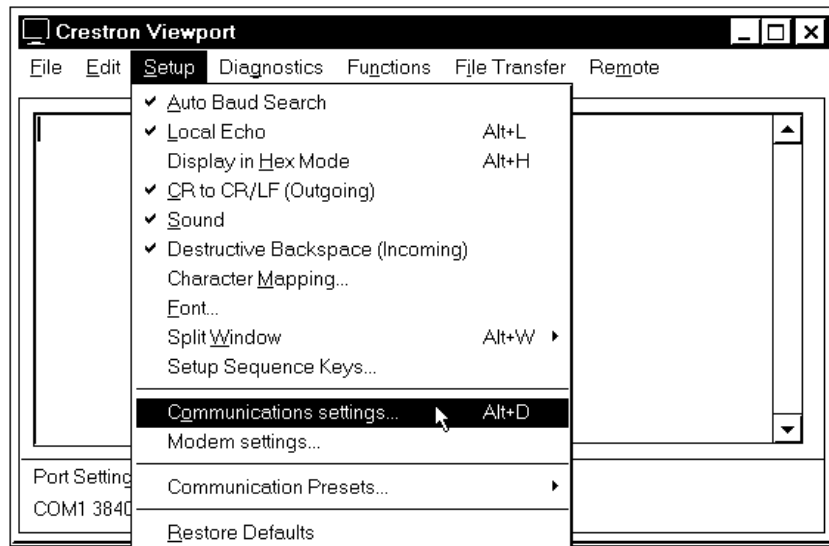 Crestron Viewport
File Edit Setup Diagnostics Functions File Transfer Remote
✓ Auto Baud Search
✓ Local Echo Alt+L
Display in Hex Mode Alt+H
✓ CR to CR/LF (Outgoing)
✓ Sound
✓ Destructive Backspace (Incoming)
Character Mapping...
Font...
Split Window Alt+W
Setup Sequence Keys...
Communications settings... Alt+D
Modem settings...
Port Setting
Communication Presets...
COM1 3840
Restore Defaults